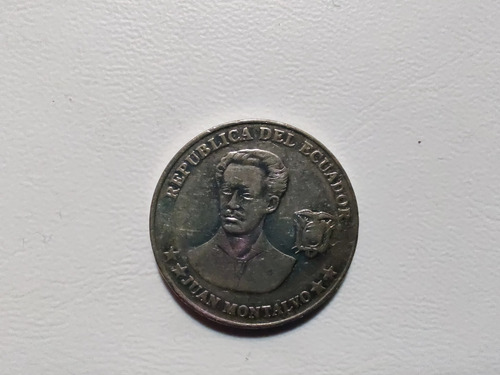 REPUBLICA DEL ECUADOR
JUAN MONTALVO